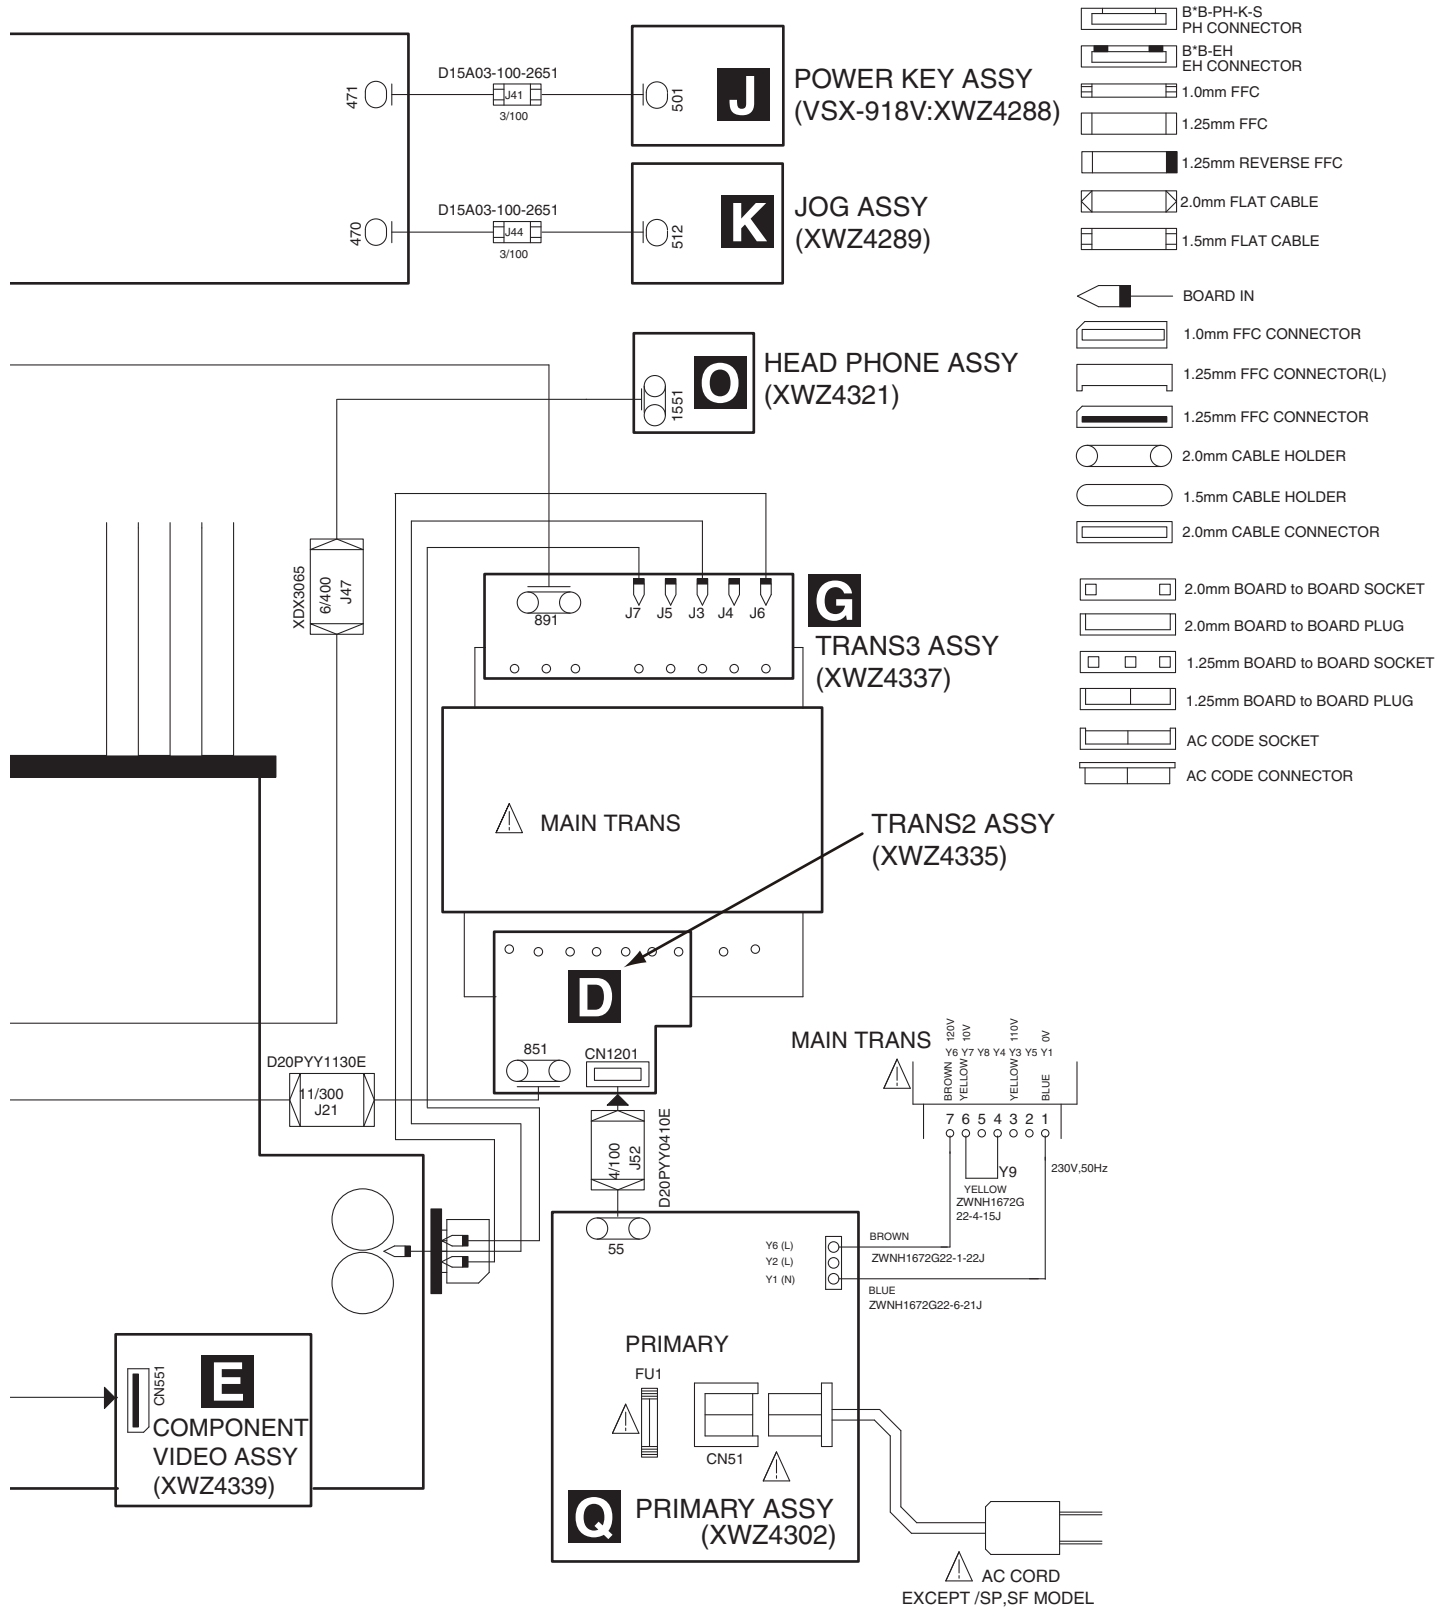 B*B-PH-K-S
PH CONNECTOR
B*B-EH
EH CONNECTOR
1.0mm FFC
1.25mm FFC
1.25mm REVERSE FFC
2.0mm FLAT CABLE
1.5mm FLAT CABLE
BOARD IN
1.0mm FFC CONNECTOR
1.25mm FFC CONNECTOR(L)
1.25mm FFC CONNECTOR
2.0mm CABLE HOLDER
1.5mm CABLE HOLDER
2.0mm CABLE CONNECTOR
2.0mm BOARD to BOARD SOCKET
2.0mm BOARD to BOARD PLUG
1.25mm BOARD to BOARD SOCKET
1.25mm BOARD to BOARD PLUG
AC CODE SOCKET
AC CODE CONNECTOR
471
D15A03-100-2651
J41
3/100
501
J
POWER KEY ASSY
(VSX-918V:XWZ4288)
470
D15A03-100-2651
J44
3/100
512
K
JOG ASSY
(XWZ4289)
1551
O
HEAD PHONE ASSY
(XWZ4321)
XDX3065
6/400
J47
891
J7 J5 J3 J4 J6
G
TRANS3 ASSY
(XWZ4337)
MAIN TRANS
TRANS2 ASSY
(XWZ4335)
D
851
CN1201
D20PYY1130E
11/300
J21
4/100
J52
D20PYY0410E
55
MAIN TRANS
120V 10V 110V 0V
Y6 Y7 Y8 Y4 Y3 Y5 Y1
BROWN YELLOW YELLOW BLUE
7 6 5 4 3 2 1
Y9
230V,50Hz
YELLOW
ZWNH1672G
22-4-15J
Y6 (L)
Y2 (L)
Y1 (N)
BROWN
ZWNH1672G22-1-22J
BLUE
ZWNH1672G22-6-21J
PRIMARY
FU1
CN51
Q
PRIMARY ASSY
(XWZ4302)
CN551
E
COMPONENT
VIDEO ASSY
(XWZ4339)
AC CORD
EXCEPT /SP,SF MODEL